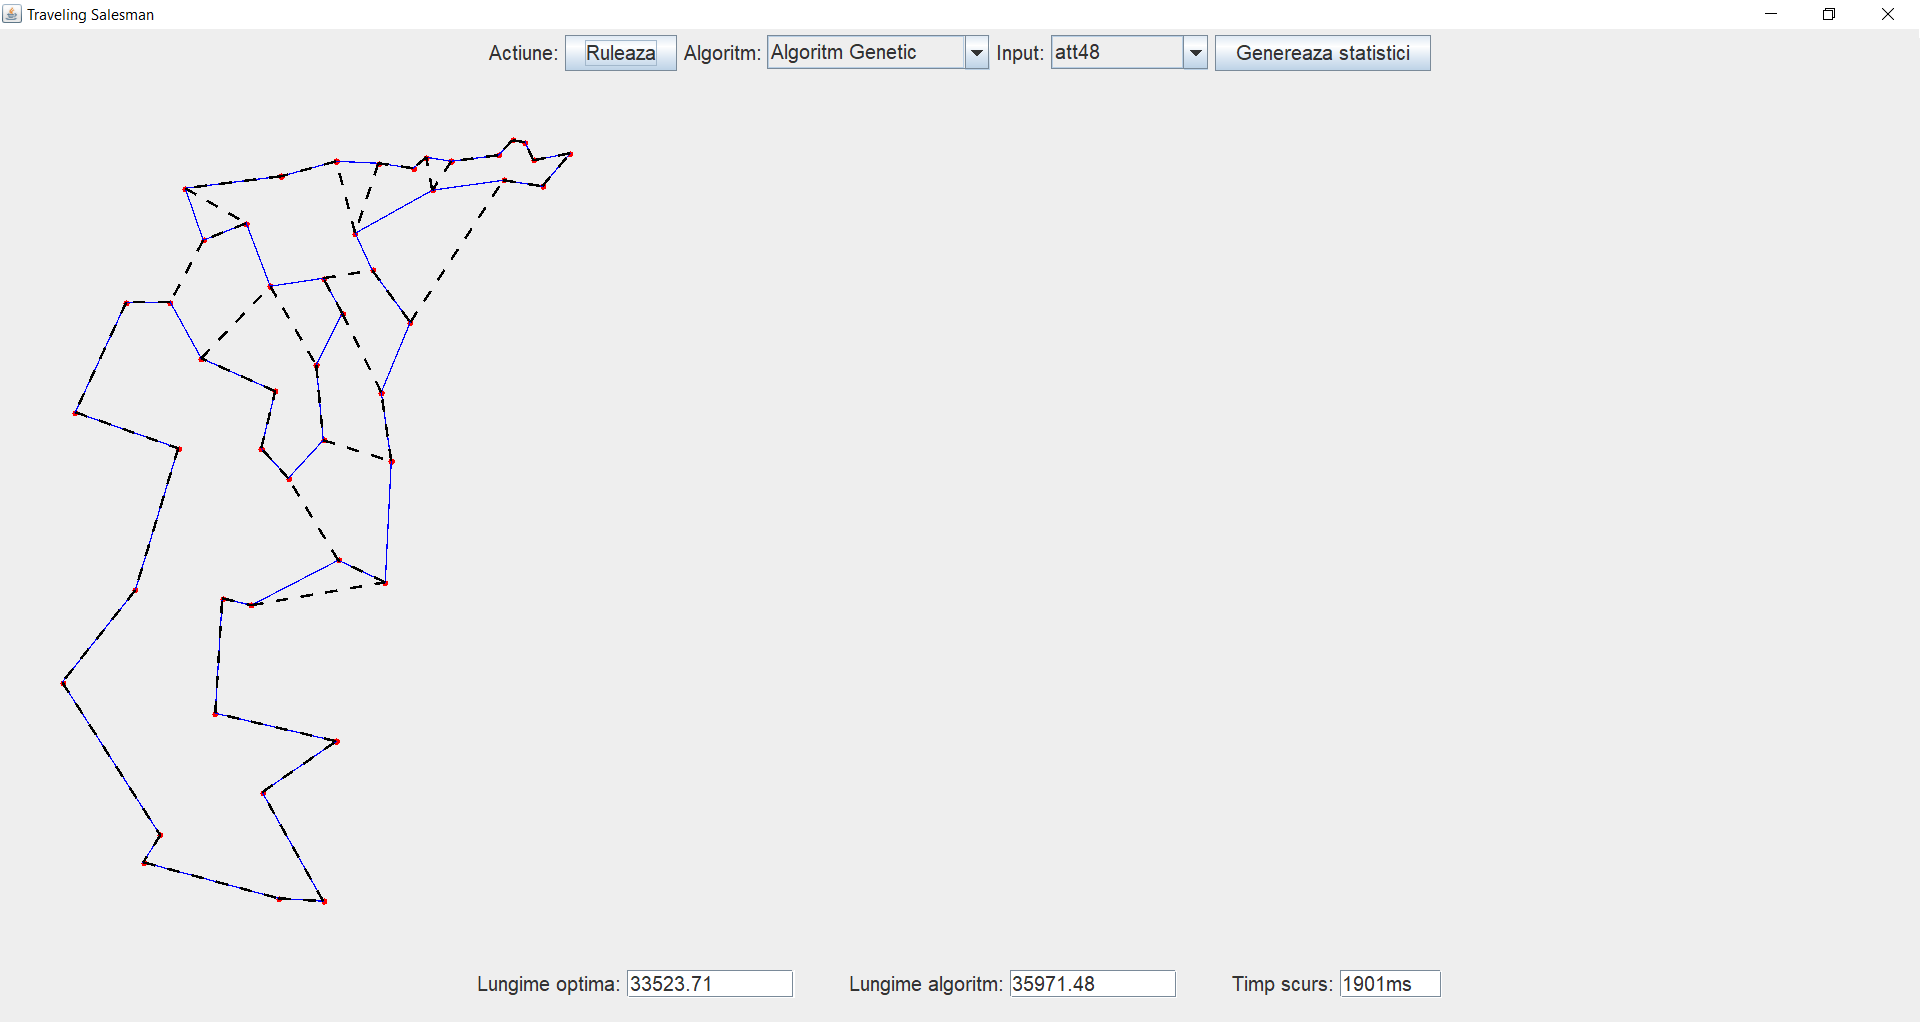 Traveling Salesman
Actiune: Ruleaza Algoritm: Algoritm Genetic Input: att48 Genereaza statistici
Lungime optima: 33523.71 Lungime algoritm: 35971.48 Timp scurs: 1901ms